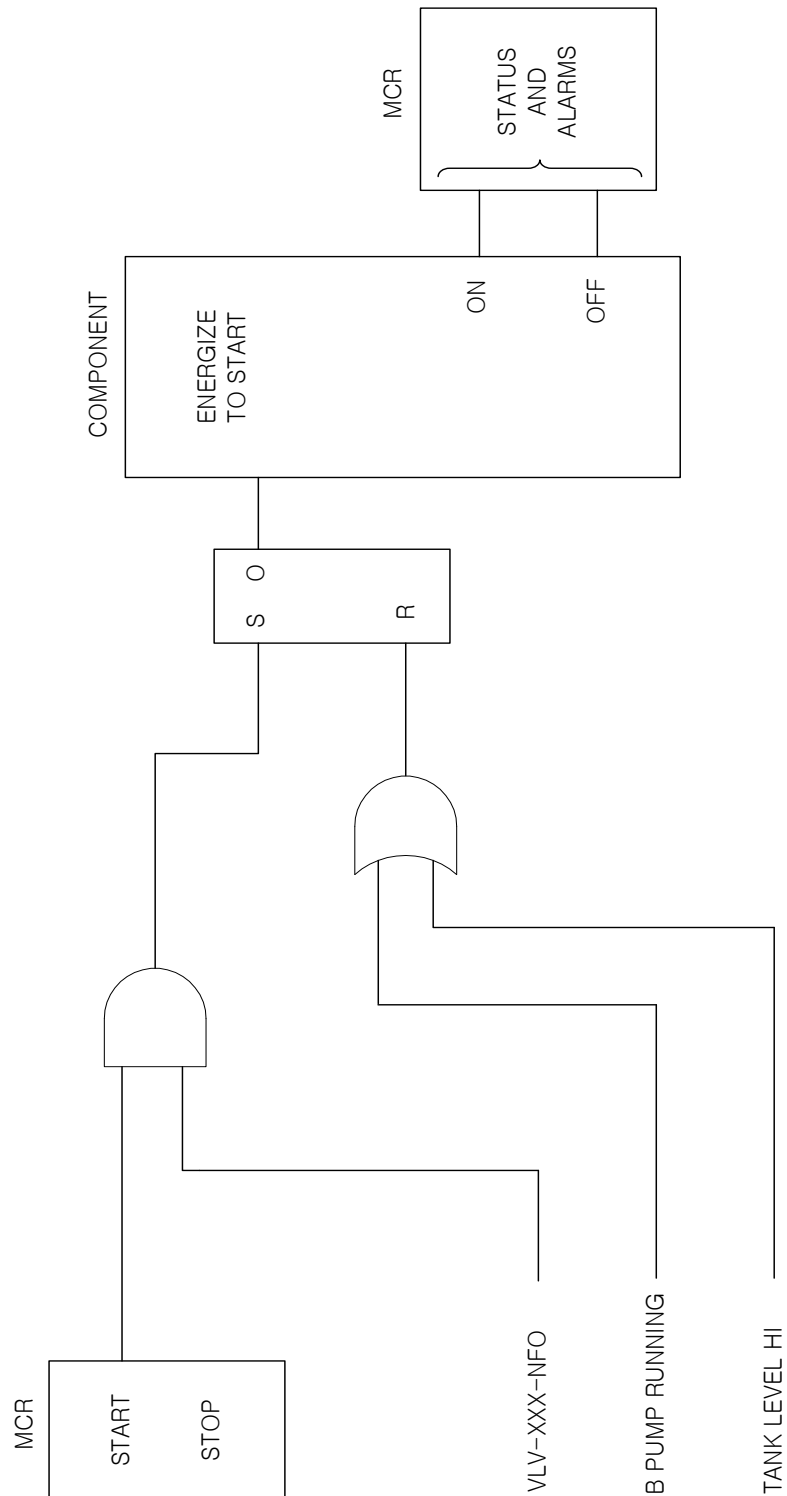 MCR
START
STOP
VLV-XXX-NFO
B PUMP RUNNING
TANK LEVEL HI
S O
R
COMPONENT
ENERGIZE
TO START
ON
OFF
MCR
STATUS
AND
ALARMS